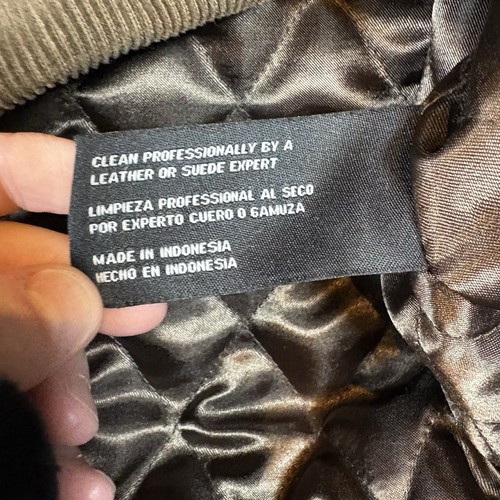 CLEAN PROFESSIONALLY BY A
LEATHER OR SUEDE EXPERT
LIMPIEZA PROFESSIONAL AL SECO
POR EXPERTO CUERO O GAMUZA
MADE IN INDONESIA
HECHO EN INDONESIA